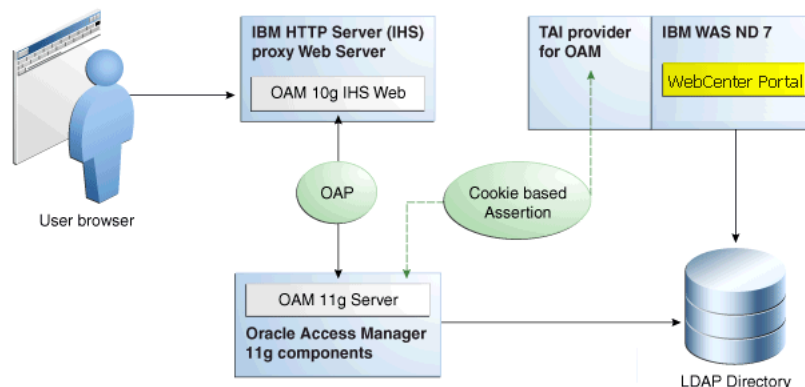 IBM HTTP Server (IHS)
proxy Web Server
OAM 10g IHS Web
TAI provider
for OAM
IBM WAS ND 7
WebCenter Portal
User browser
OAP
Cookie based
Assertion
OAM 11g Server
Oracle Access Manager
11g components
LDAP Directory